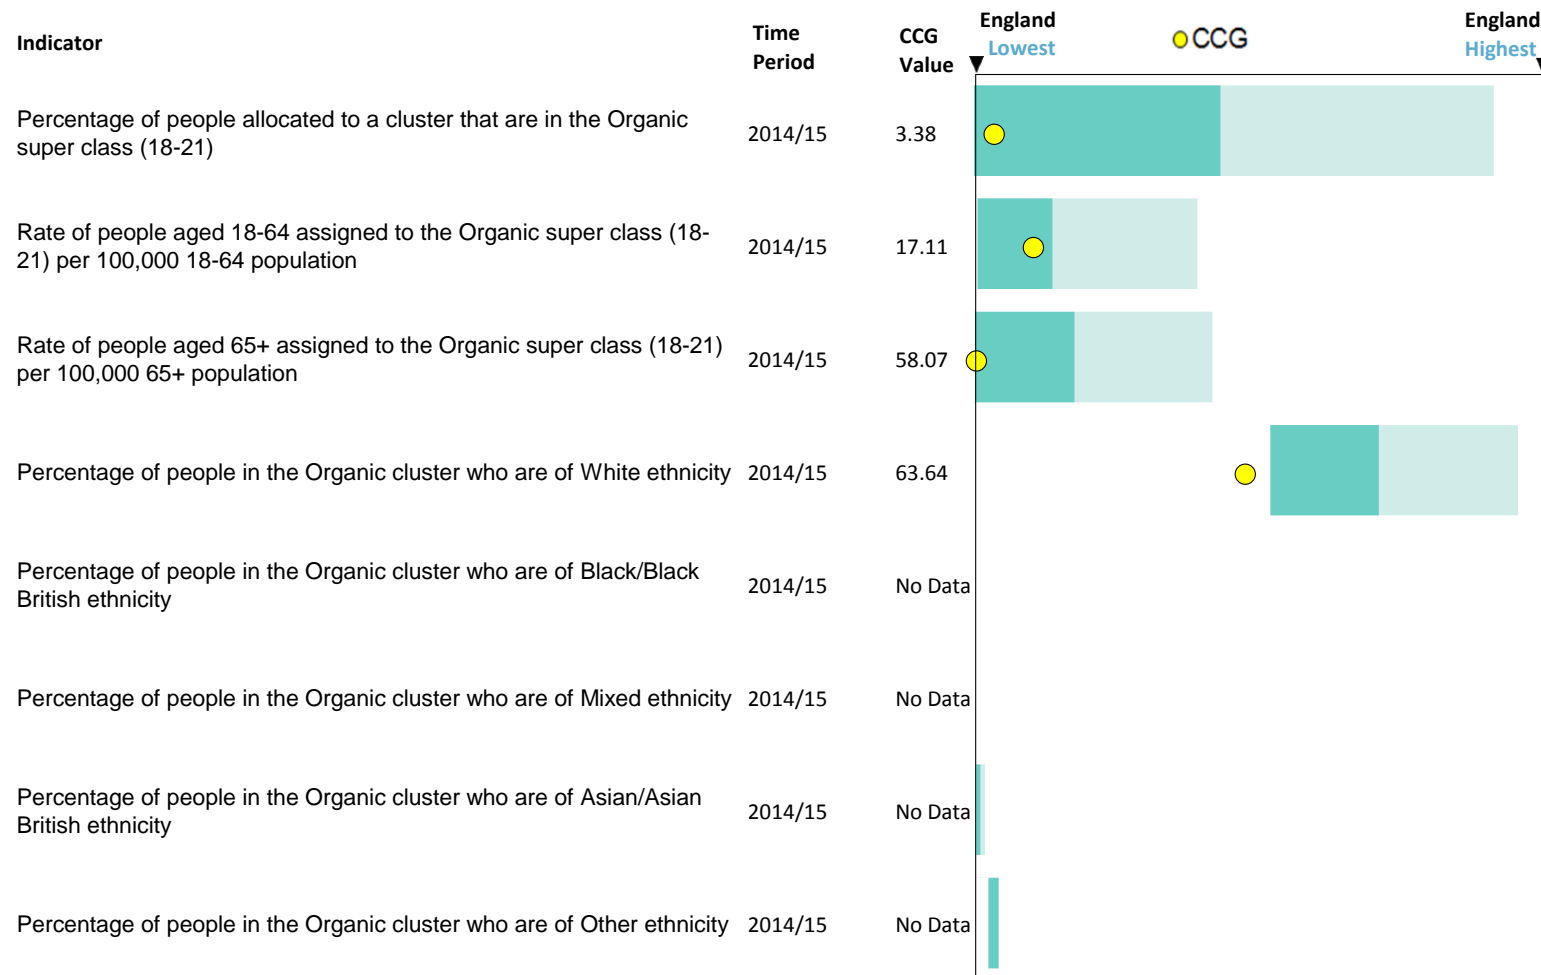 Indicator
Time
Period
CCG
Value
England
Lowest
CCG
England
Highest
Percentage of people allocated to a cluster that are in the Organic
super class (18-21)
2014/15
3.38
Rate of people aged 18-64 assigned to the Organic super class (18-
21) per 100,000 18-64 population
2014/15
17.11
Rate of people aged 65+ assigned to the Organic super class (18-21)
per 100,000 65+ population
2014/15
58.07
Percentage of people in the Organic cluster who are of White ethnicity
2014/15
63.64
Percentage of people in the Organic cluster who are of Black/Black
British ethnicity
2014/15
No Data
Percentage of people in the Organic cluster who are of Mixed ethnicity
2014/15
No Data
Percentage of people in the Organic cluster who are of Asian/Asian
British ethnicity
2014/15
No Data
Percentage of people in the Organic cluster who are of Other ethnicity
2014/15
No Data